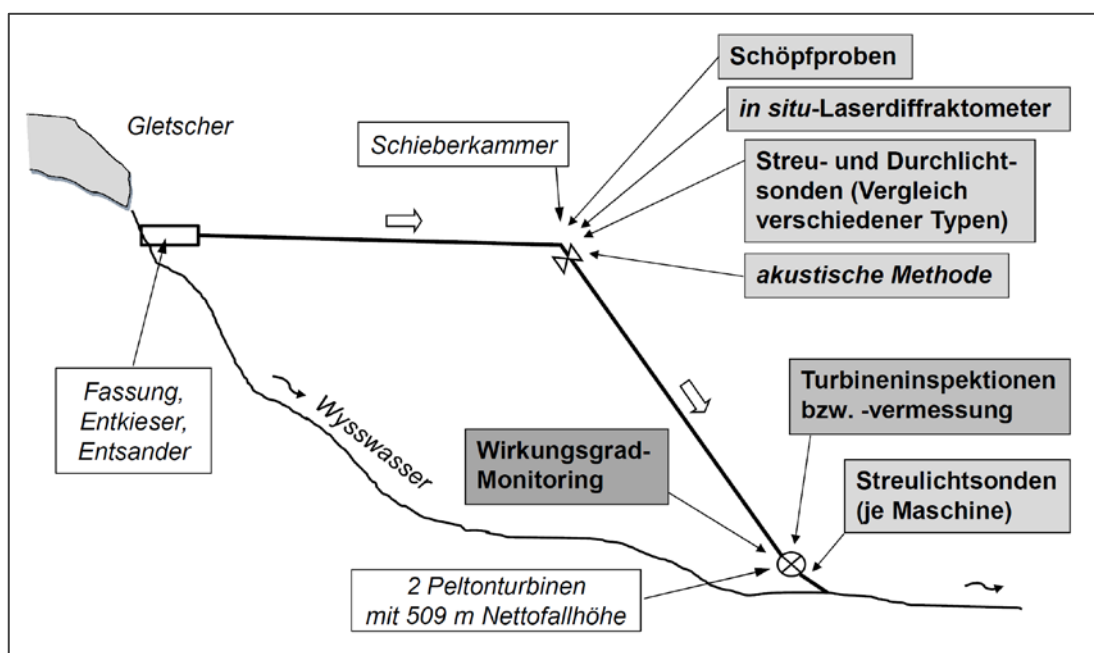 Schöpfproben
Gletscher
in situ-Laserdiffraktometer
Schieberkammer
Streu- und Durchlicht-
sonden (Vergleich
verschiedener Typen)
akustische Methode
Fassung,
Entkieser,
Entsander
Wysswasser
Turbineninspektionen
bzw. -vermessung
Wirkungsgrad-
Monitoring
Streulichtsonden
(je Maschine)
2 Peltonturbinen
mit 509 m Nettofallhöhe